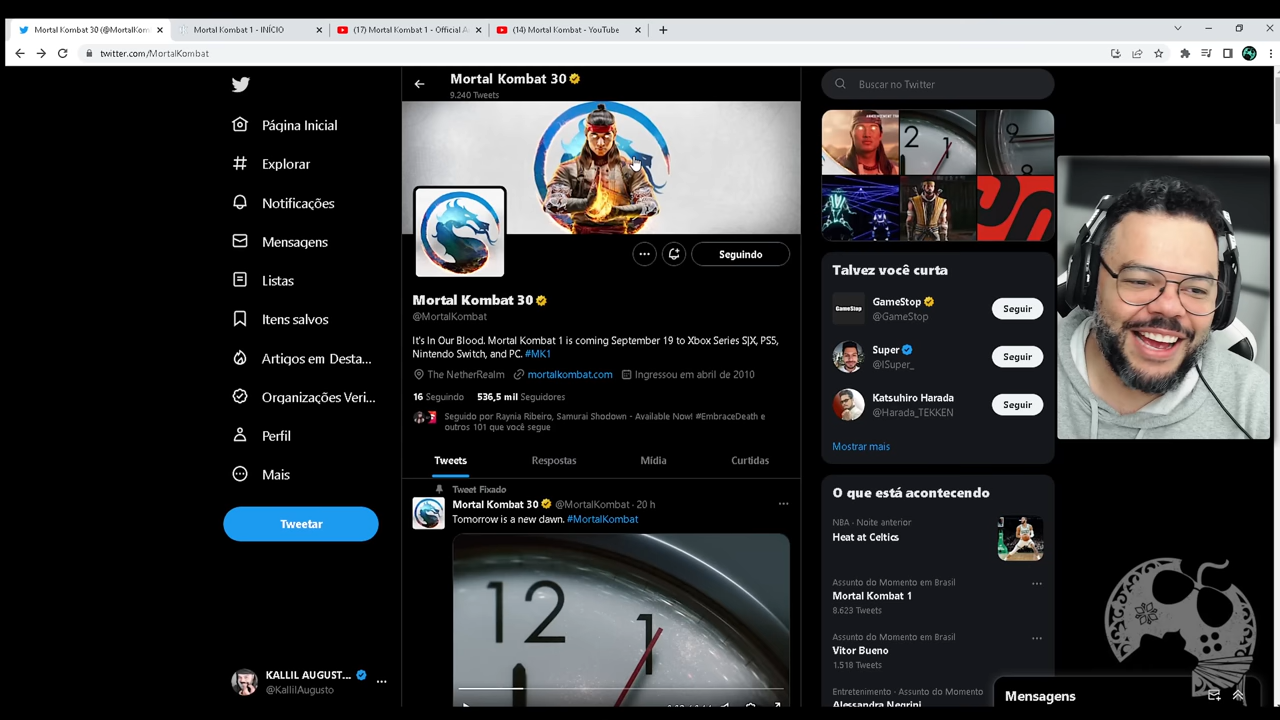 Mortal Kombat 30 (@MortalKom
Mortal Kombat 1 - INÍCIO
(17) Mortal Kombat 1 - Official A
(14) Mortal Kombat - YouTube
twitter.com/MortalKombat
Mortal Kombat 30
9.240 Tweets
Buscar no Twitter
Página Inicial
Explorar
Notificações
Mensagens
Listas
Itens salvos
Artigos em Desta...
Organizações Veri...
Perfil
Mais
Tweetar
KALLIL AUGUST...
@KallilAugusto
Seguindo
Mortal Kombat 30
@MortalKombat
It's In Our Blood. Mortal Kombat 1 is coming September 19 to Xbox Series S|X, PS5,
Nintendo Switch, and PC. #MK1
The NetherRealm mortalkombat.com Ingressou em abril de 2010
16 Seguindo 536,5 mil Seguidores
Seguido por Raynia Ribeiro, Samurai Shodown - Available Now! #EmbraceDeath e
outros 101 que você segue
Tweets Respostas Mídia Curtidas
Tweet Fixado
Mortal Kombat 30 @MortalKombat · 20 h
Tomorrow is a new dawn. #MortalKombat
12 1
2
Talvez você curta
GameStop
GameStop
@GameStop
Seguir
Super
@ISuper_
Seguir
Katsuhiro Harada
@Harada_TEKKEN
Seguir
Mostrar mais
O que está acontecendo
NBA · Noite anterior
Heat at Celtics
Assunto do Momento em Brasil
Mortal Kombat 1
8.623 Tweets
Assunto do Momento em Brasil
Vitor Bueno
1.518 Tweets
Entretenimento · Assunto do Momento
Alessandra Negrini
Mensagens